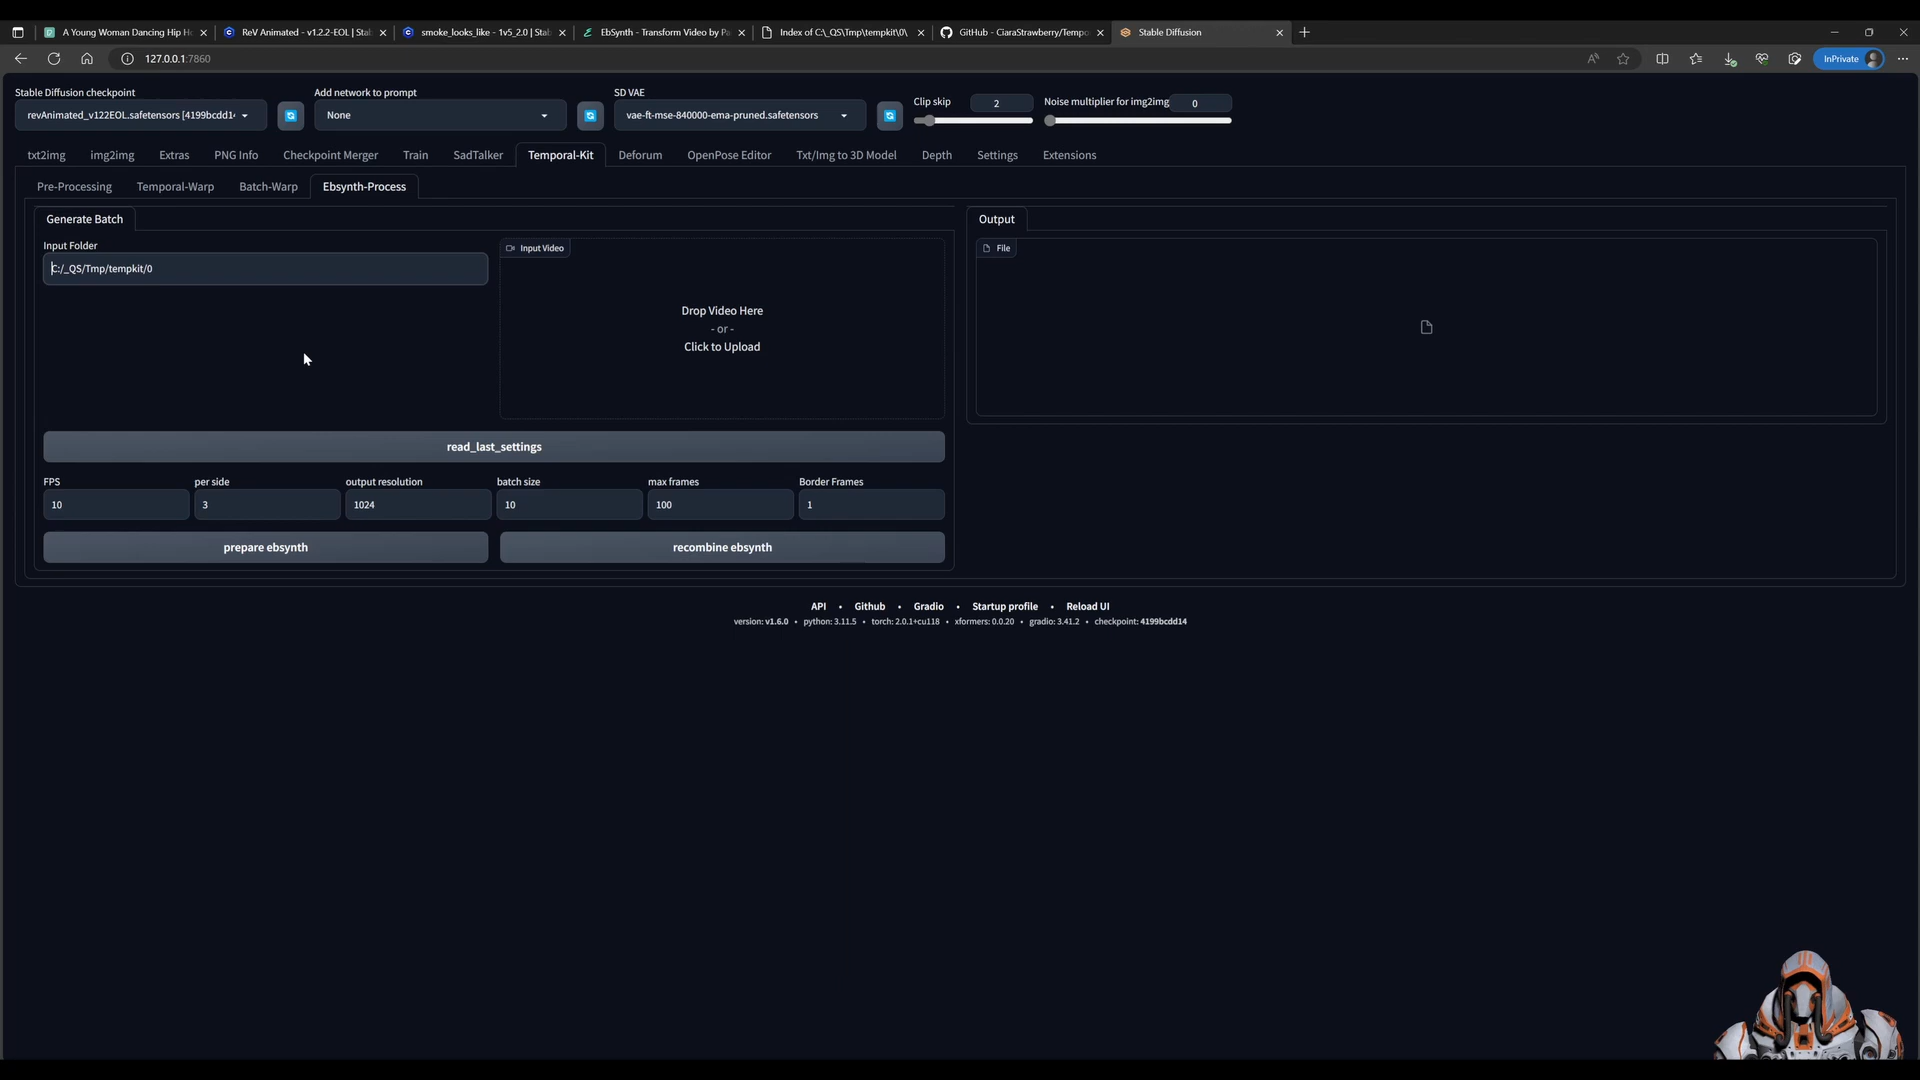 A Young Woman Dancing Hip H
ReV Animated - v1.2.2-EOL | Stab
smoke_looks_like - 1v5_2.0 | Stab
EbSynth - Transform Video by Pa
Index of C:\_QS\Tmp\tempkit\0\
GitHub - CiaraStrawberry/Tempo
Stable Diffusion
127.0.0.1:7860
InPrivate
Stable Diffusion checkpoint
Add network to prompt
SD VAE
Clip skip
2
Noise multiplier for img2img
0
revAnimated_v122EOL.safetensors [4199bcdd14
None
vae-ft-mse-840000-ema-pruned.safetensors
txt2img
img2img
Extras
PNG Info
Checkpoint Merger
Train
SadTalker
Temporal-Kit
Deforum
OpenPose Editor
Txt/Img to 3D Model
Depth
Settings
Extensions
Pre-Processing
Temporal-Warp
Batch-Warp
Ebsynth-Process
Generate Batch
Input Folder
C:/_QS/Tmp/tempkit/0
Input Video
Drop Video Here
- or -
Click to Upload
Output
File
read_last_settings
FPS
per side
output resolution
batch size
max frames
Border Frames
10
3
1024
10
100
1
prepare ebsynth
recombine ebsynth
API • Github • Gradio • Startup profile • Reload UI
version: v1.6.0 • python: 3.11.5 • torch: 2.0.1+cu118 • xformers: 0.0.20 • gradio: 3.41.2 • checkpoint: 4199bcdd14